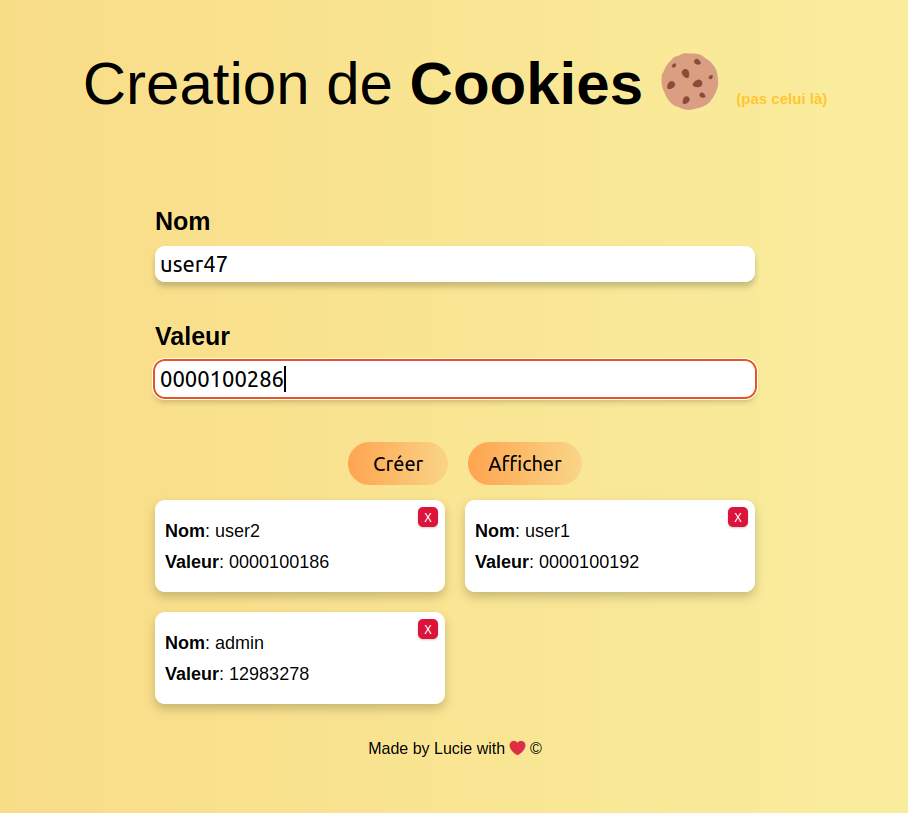 Creation de Cookies (pas celui là)
Nom
user47
Valeur
0000100286
Créer Afficher
X X
Nom: user2 Nom: user1
Valeur: 0000100186 Valeur: 0000100192
X
Nom: admin
Valeur: 12983278
Made by Lucie with ❤ ©